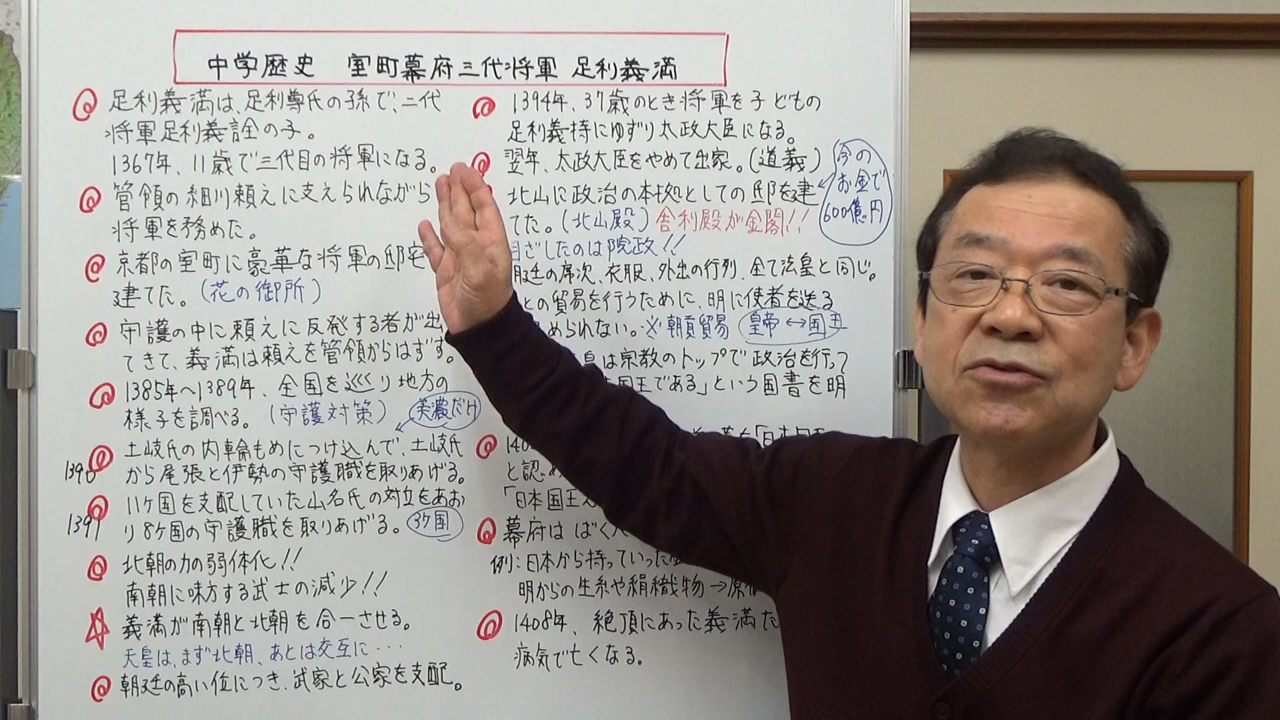 中学歴史 室町幕府三代将軍 足利義満
足利義満は、足利尊氏の孫で、二代
将軍足利義詮の子。
1367年、11歳で三代目の将軍になる。
管領の細川頼之に支えられながら
将軍を務めた。
京都の室町に豪華な将軍の邸宅
建てた。(花の御所)
守護の中に頼之に反発する者が出
てきて、義満は頼之を管領からはずす。
1385年~1389年、全国を巡り地方の
様子を調べる。(守護対策)
美濃だけ
土岐氏の内輪もめにつけ込んで、土岐氏
1390
から尾張と伊勢の守護職を取りあげる。
11ヶ国を支配していた山名氏の対立をあお
1391
り8ヶ国の守護職を取りあげる。
3ヶ国
北朝の力の弱体化!!
南朝に味方する武士の減少!!
義満が南朝と北朝を合一させる。
天皇は、まず北朝、あとは交互に・・・
朝廷の高い位につき、武家と公家を支配。
1394年、37歳のとき将軍を子どもの
足利義持にゆずり太政大臣になる。
翌年、太政大臣をやめて出家。(道義)
今の
お金で
600億円
北山に政治の本拠としての邸を建
てた。(北山殿)舎利殿が金閣!!
目ざしたのは院政!!
朝廷の席次、衣服、外出の行列、全て法皇と同じ。
との貿易を行うために、明に使者を送る
められない。※朝貢貿易 皇帝↔国王
皇は宗教のトップで政治を行って
国王である」という国書を明
140
を「日本国王
と認め
「日本国王
幕府は ばく大
例:日本から持っていった
明からの生糸や絹織物→原価
1408年、絶頂にあった義満
病気で亡くなる。